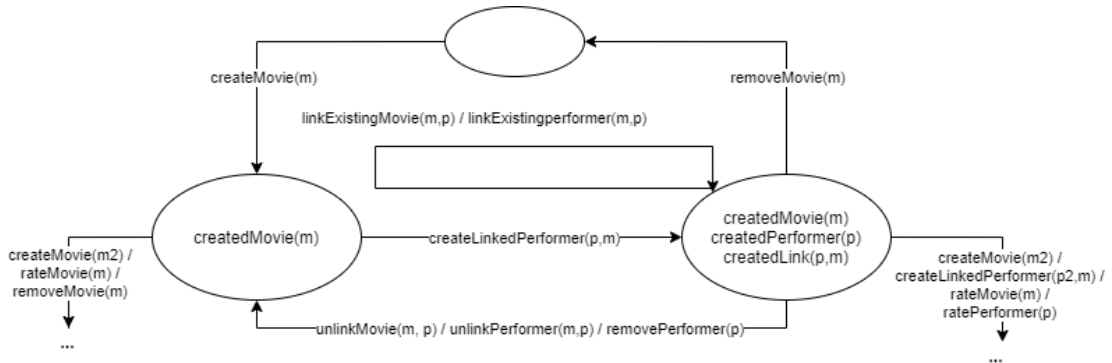 createMovie(m)
removeMovie(m)
linkExistingMovie(m,p) / linkExistingperformer(m,p)
createdMovie(m)
createLinkedPerformer(p,m)
createdMovie(m)
createdPerformer(p)
createdLink(p,m)
createMovie(m2) /
rateMovie(m) /
removeMovie(m)
...
unlinkMovie(m, p) / unlinkPerformer(m,p) / removePerformer(p)
createMovie(m2) /
createLinkedPerformer(p2,m) /
rateMovie(m) /
ratePerformer(p)
...